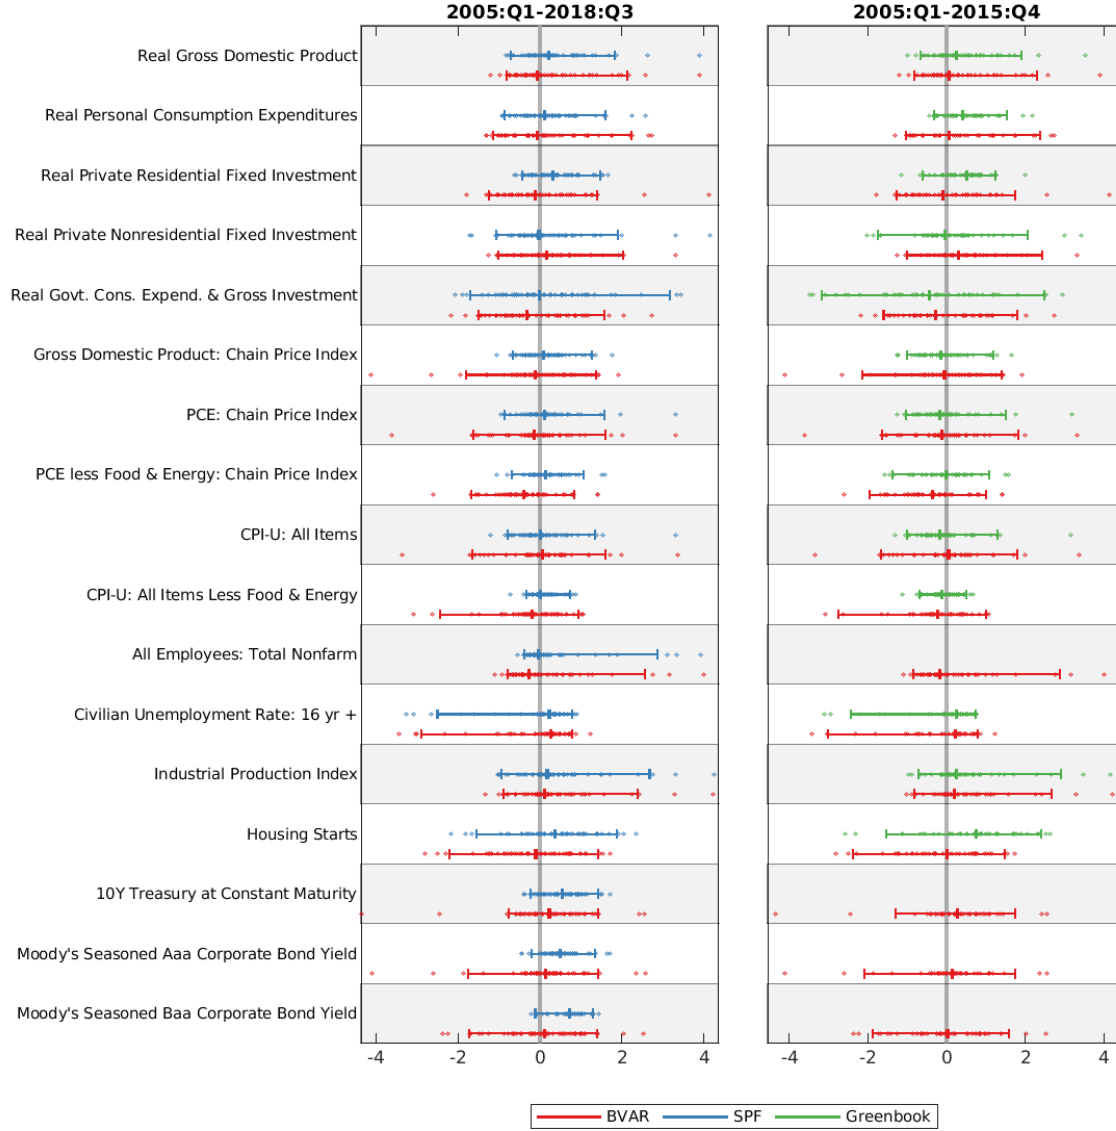 2005:Q1-2018:Q3
2005:Q1-2015:Q4
Real Gross Domestic Product
Real Personal Consumption Expenditures
Real Private Residential Fixed Investment
Real Private Nonresidential Fixed Investment
Real Govt. Cons. Expend. & Gross Investment
Gross Domestic Product: Chain Price Index
PCE: Chain Price Index
PCE less Food & Energy: Chain Price Index
CPI-U: All Items
CPI-U: All Items Less Food & Energy
All Employees: Total Nonfarm
Civilian Unemployment Rate: 16 yr +
Industrial Production Index
Housing Starts
10Y Treasury at Constant Maturity
Moody's Seasoned Aaa Corporate Bond Yield
Moody's Seasoned Baa Corporate Bond Yield
-4 -2 0 2 4
-4 -2 0 2 4
BVAR SPF Greenbook